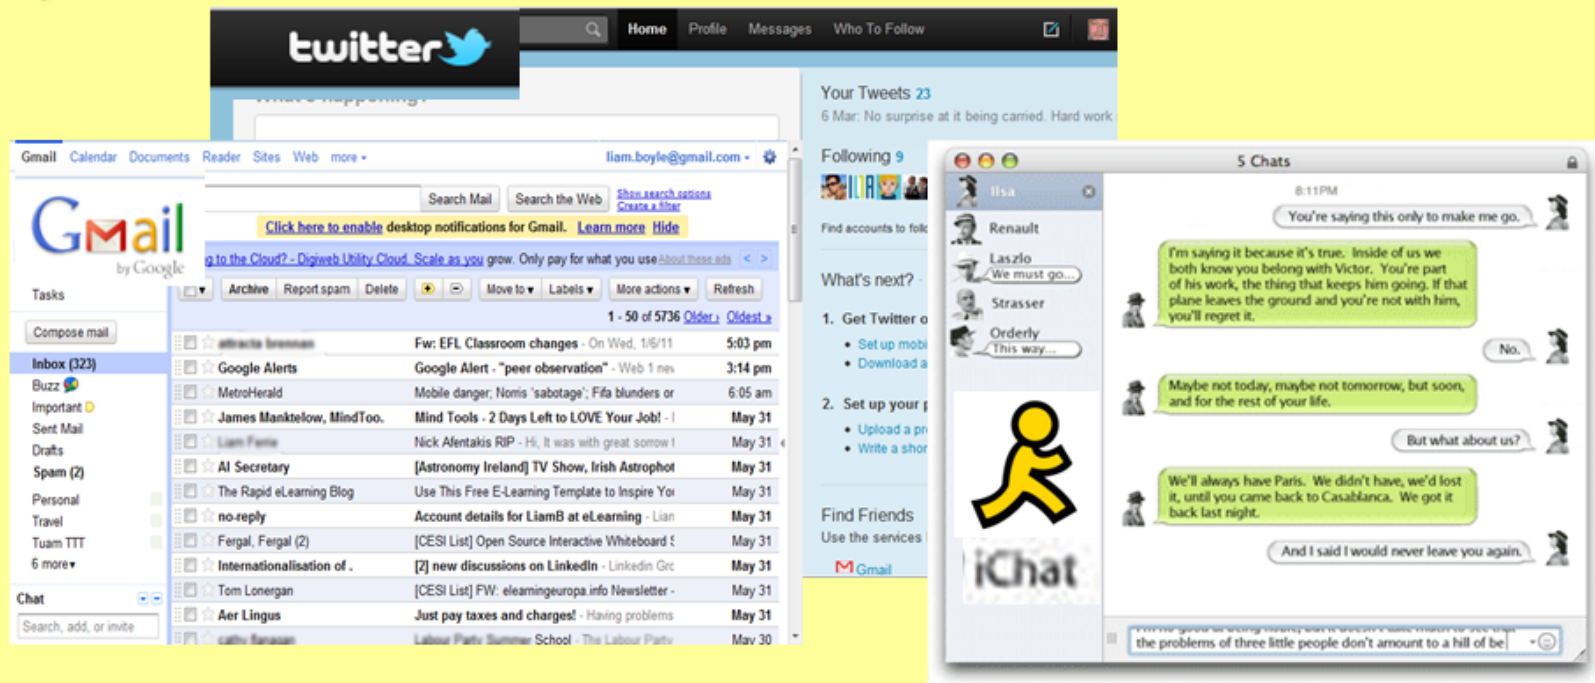 twitter
Home Profile Messages Who To Follow
Your Tweets 23
6 Mar: No surprise at it being carried. Hard work
Following 9
Find accounts to follo
What's next?
1. Get Twitter o
Set up mobi
Download a
2. Set up your p
Upload a pr
Write a shor
Find Friends
Use the services
Gmail
Gmail Calendar Documents Reader Sites Web more
liam.boyle@gmail.com
Gmail
by Google
Search Mail Search the Web Show search options
Create a filter
Click here to enable desktop notifications for Gmail. Learn more Hide
g to the Cloud? - Digiweb Utility Cloud. Scale as you grow. Only pay for what you use About these ads < >
Archive Report spam Delete Move to Labels More actions Refresh
1 - 50 of 5736 Older › Oldest »
Tasks
Compose mail
Inbox (323)
Buzz
Important
Sent Mail
Drafts
Spam (2)
Personal
Travel
Tuam TTT
6 more
Chat
Search, add, or invite
Fw: EFL Classroom changes - On Wed, 1/6/11 5:03 pm
Google Alerts Google Alert - "peer observation" - Web 1 new 3:14 pm
MetroHerald Mobile danger; Norris 'sabotage'; Fifa blunders or 6:05 am
James Manktelow, MindToo. Mind Tools - 2 Days Left to LOVE Your Job! - May 31
Nick Afentakis RIP - Hi, It was with great sorrow t May 31
AI Secretary [Astronomy Ireland] TV Show, Irish Astrophot May 31
The Rapid eLearning Blog Use This Free E-Learning Template to Inspire You May 31
no-reply Account details for LiamB at eLearning - Lian May 31
Fergal, Fergal (2) [CESI List] Open Source Interactive Whiteboard S May 31
Internationalisation of . [2] new discussions on LinkedIn - Linkedin Grc May 31
Tom Lonergan [CESI List] FW: elearningeuropa.info Newsletter - May 31
Aer Lingus Just pay taxes and charges! - Having problems May 31
Labour Party Summer School - The Labour Party May 30
5 Chats
Ilsa
Renault
Laszlo
We must go...
Strasser
Orderly
This way...
iChat
8:11PM
You're saying this only to make me go.
I'm saying it because it's true. Inside of us we
both know you belong with Victor. You're part
of his work, the thing that keeps him going. If that
plane leaves the ground and you're not with him,
you'll regret it.
No.
Maybe not today, maybe not tomorrow, but soon,
and for the rest of your life.
But what about us?
We'll always have Paris. We didn't have, we'd lost
it, until you came back to Casablanca. We got it
back last night.
And I said I would never leave you again.
the problems of three little people don't amount to a hill of be